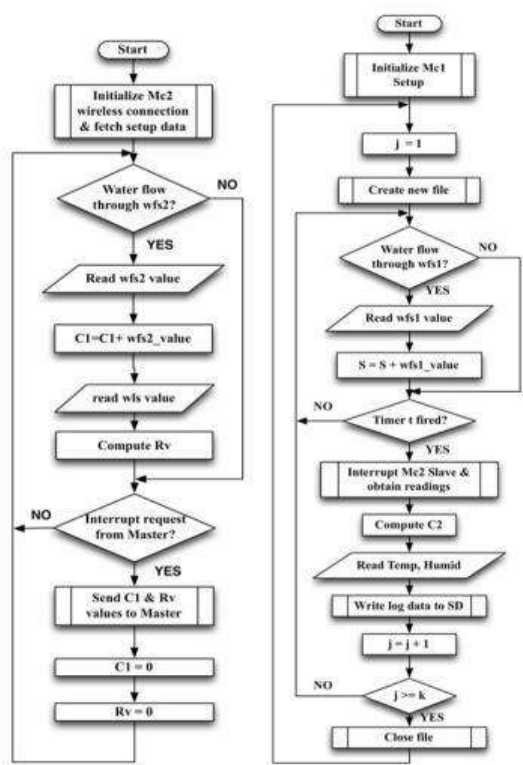 Start
Initialize Mc2
wireless connection
& fetch setup data
Water flow
through wfs2?
NO
YES
Read wfs2 value
C1=C1+ wfs2_value
read wls value
Compute Rv
Interrupt request
from Master?
NO
YES
Send C1 & Rv
values to Master
C1 = 0
Rv = 0
Start
Initialize Mc1
Setup
j = 1
Create new file
Water flow
through wfs1?
NO
YES
Read wfs1 value
S = S + wfs1_value
Timer t fired?
NO
YES
Interrupt Mc2 Slave &
obtain readings
Compute C2
Read Temp, Humid
Write log data to SD
j = j + 1
j >= k
NO
YES
Close file